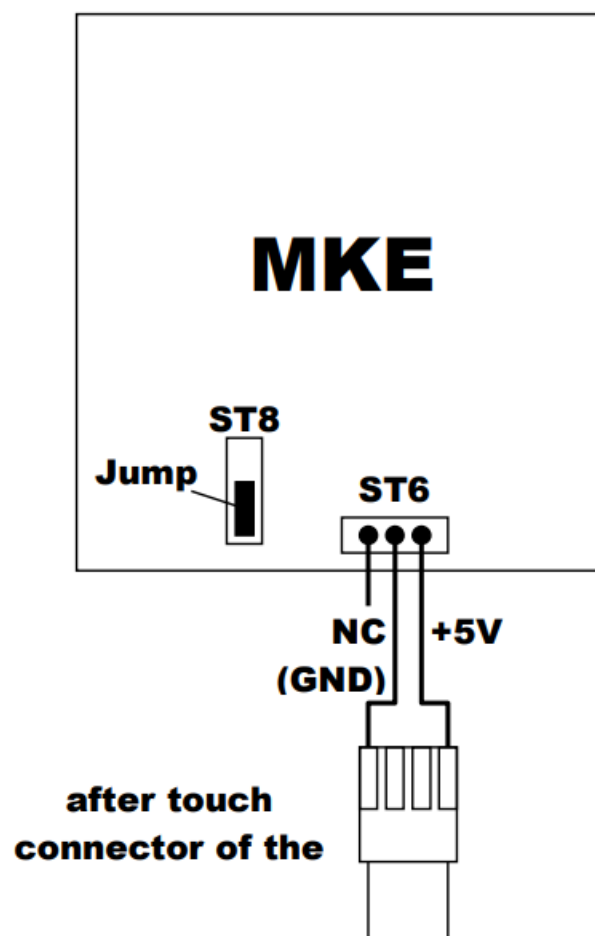 MKE
ST8
Jump
ST6
NC +5V
(GND)
after touch
connector of the